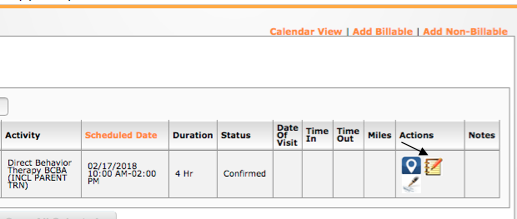 Calendar View | Add Billable | Add Non-Billable
Activity Scheduled Date Duration Status Date Of Visit Time In Time Out Miles Actions Notes
Direct Behavior
Therapy BCBA
(INCL PARENT
TRN)
02/17/2018
10:00 AM-02:00
PM
4 Hr
Confirmed